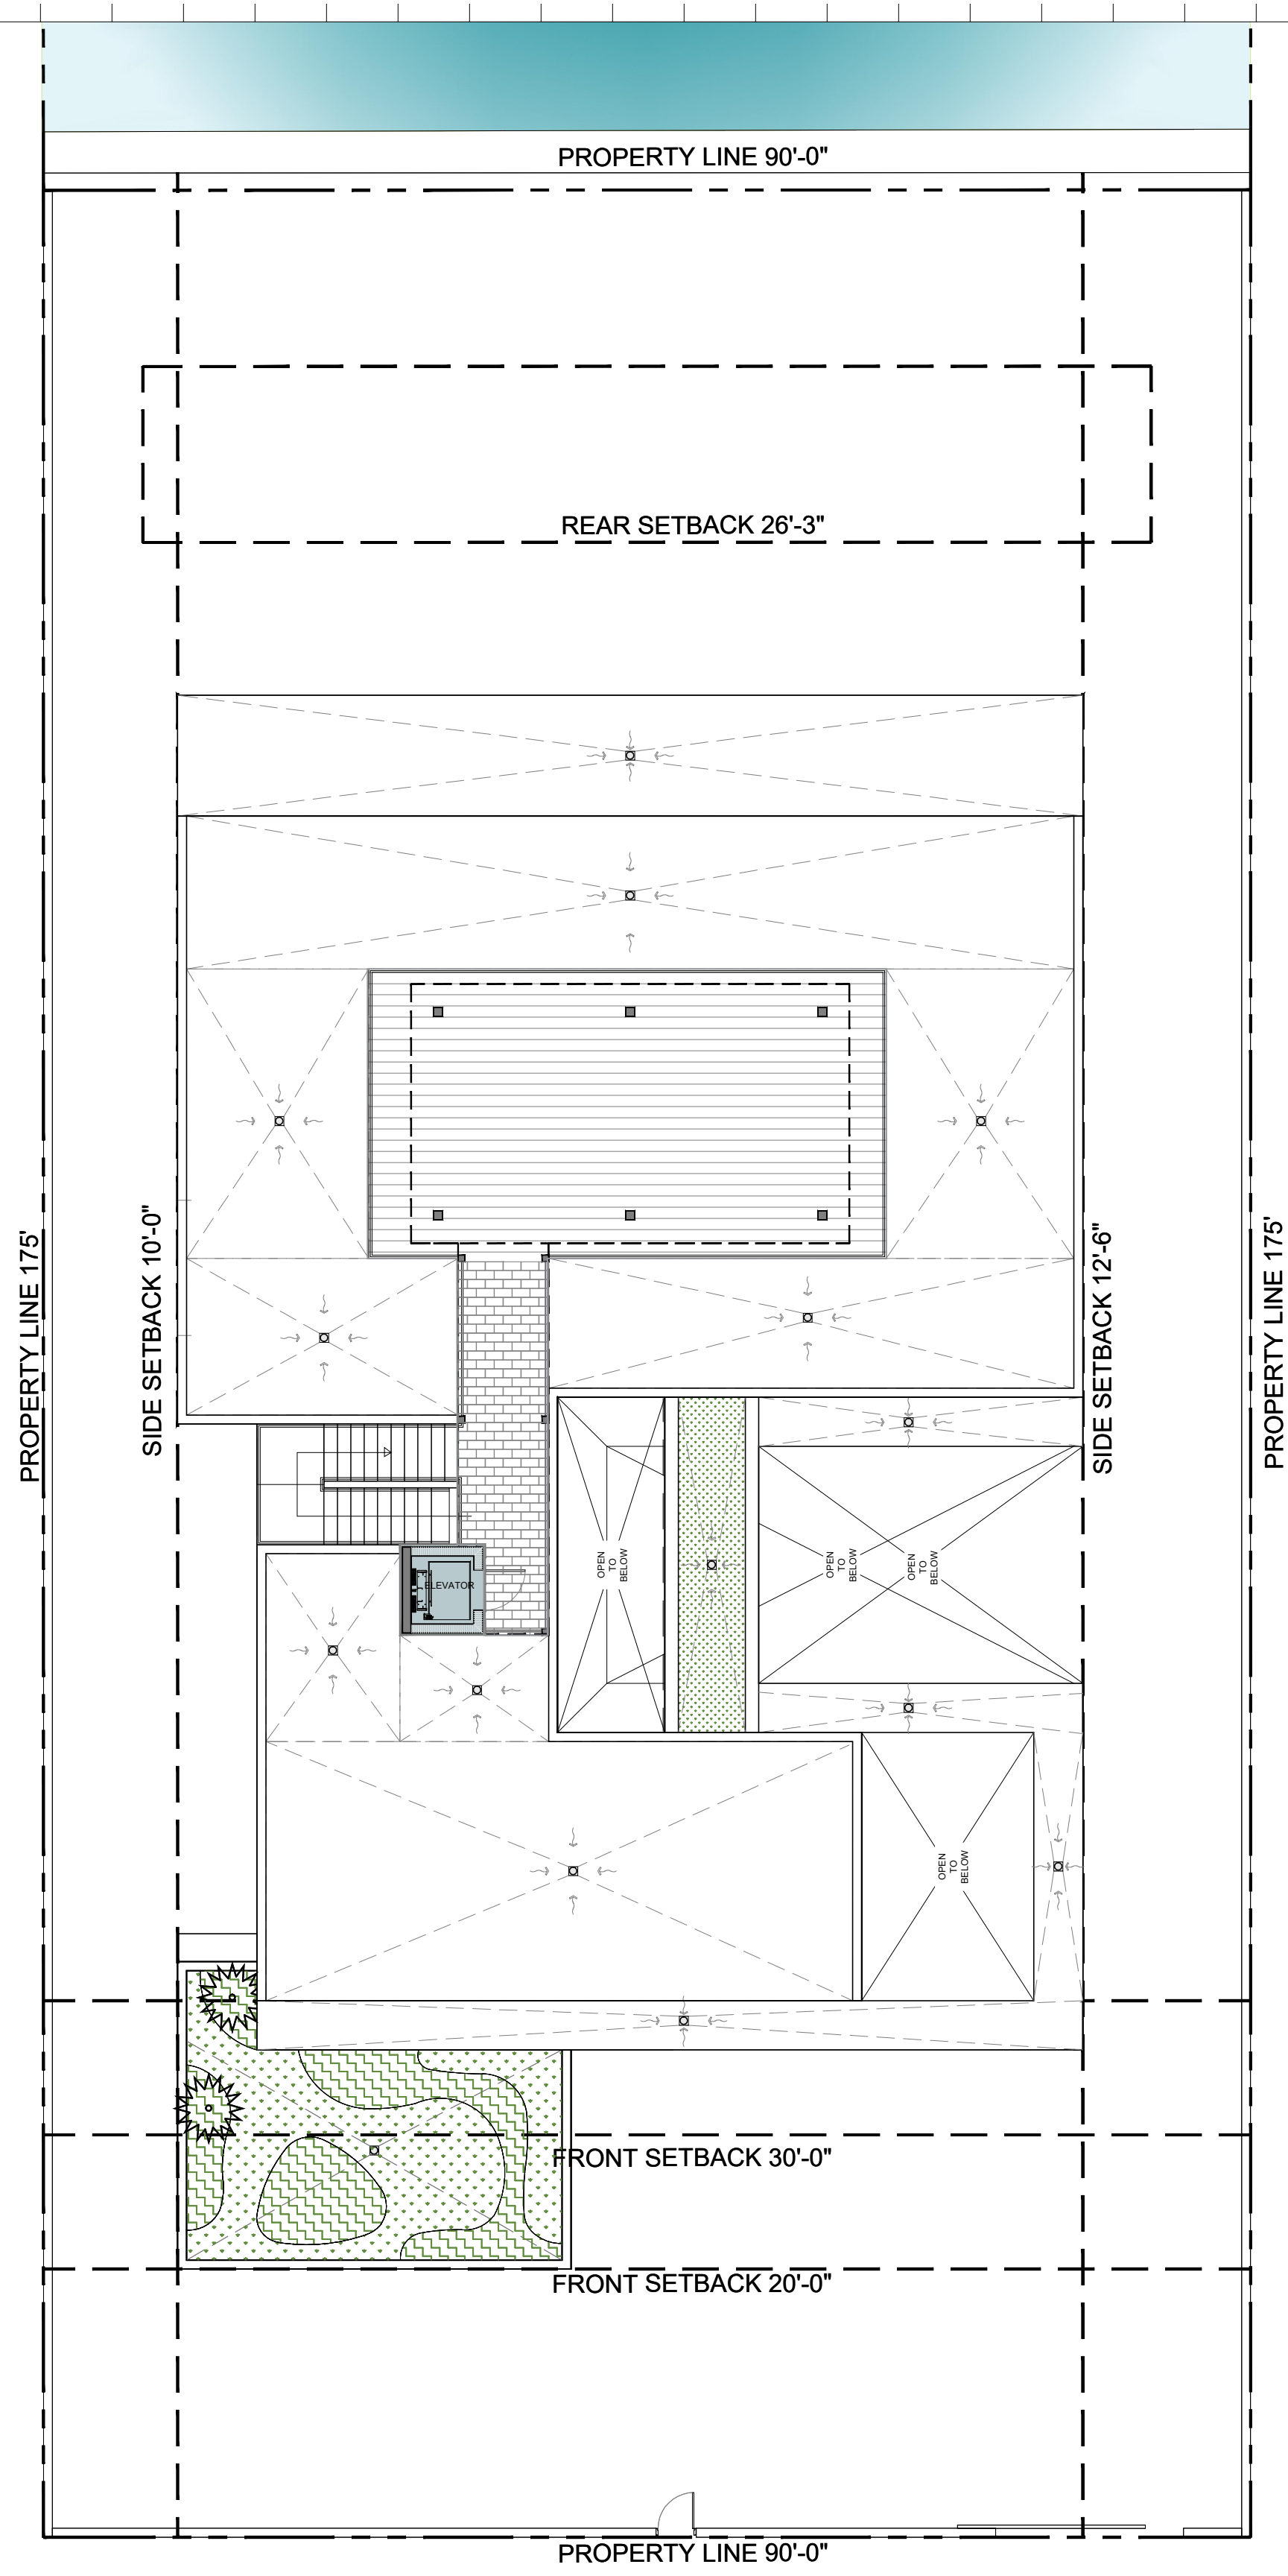 PROPERTY LINE 90'-0"
REAR SETBACK 26'-3"
PROPERTY LINE 175'
SIDE SETBACK 10'-0"
SIDE SETBACK 12'-6"
PROPERTY LINE 175'
OPEN
TO
BELOW
OPEN
TO
BELOW
OPEN
TO
BELOW
ELEVATOR
OPEN
TO
BELOW
FRONT SETBACK 30'-0"
FRONT SETBACK 20'-0"
PROPERTY LINE 90'-0"